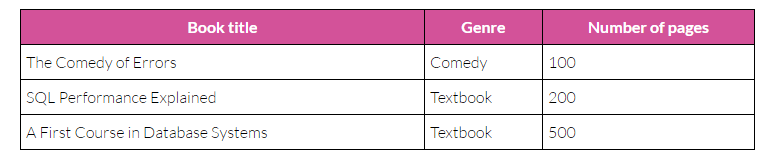 Book title Genre Number of pages
The Comedy of Errors Comedy 100
SQL Performance Explained Textbook 200
A First Course in Database Systems Textbook 500